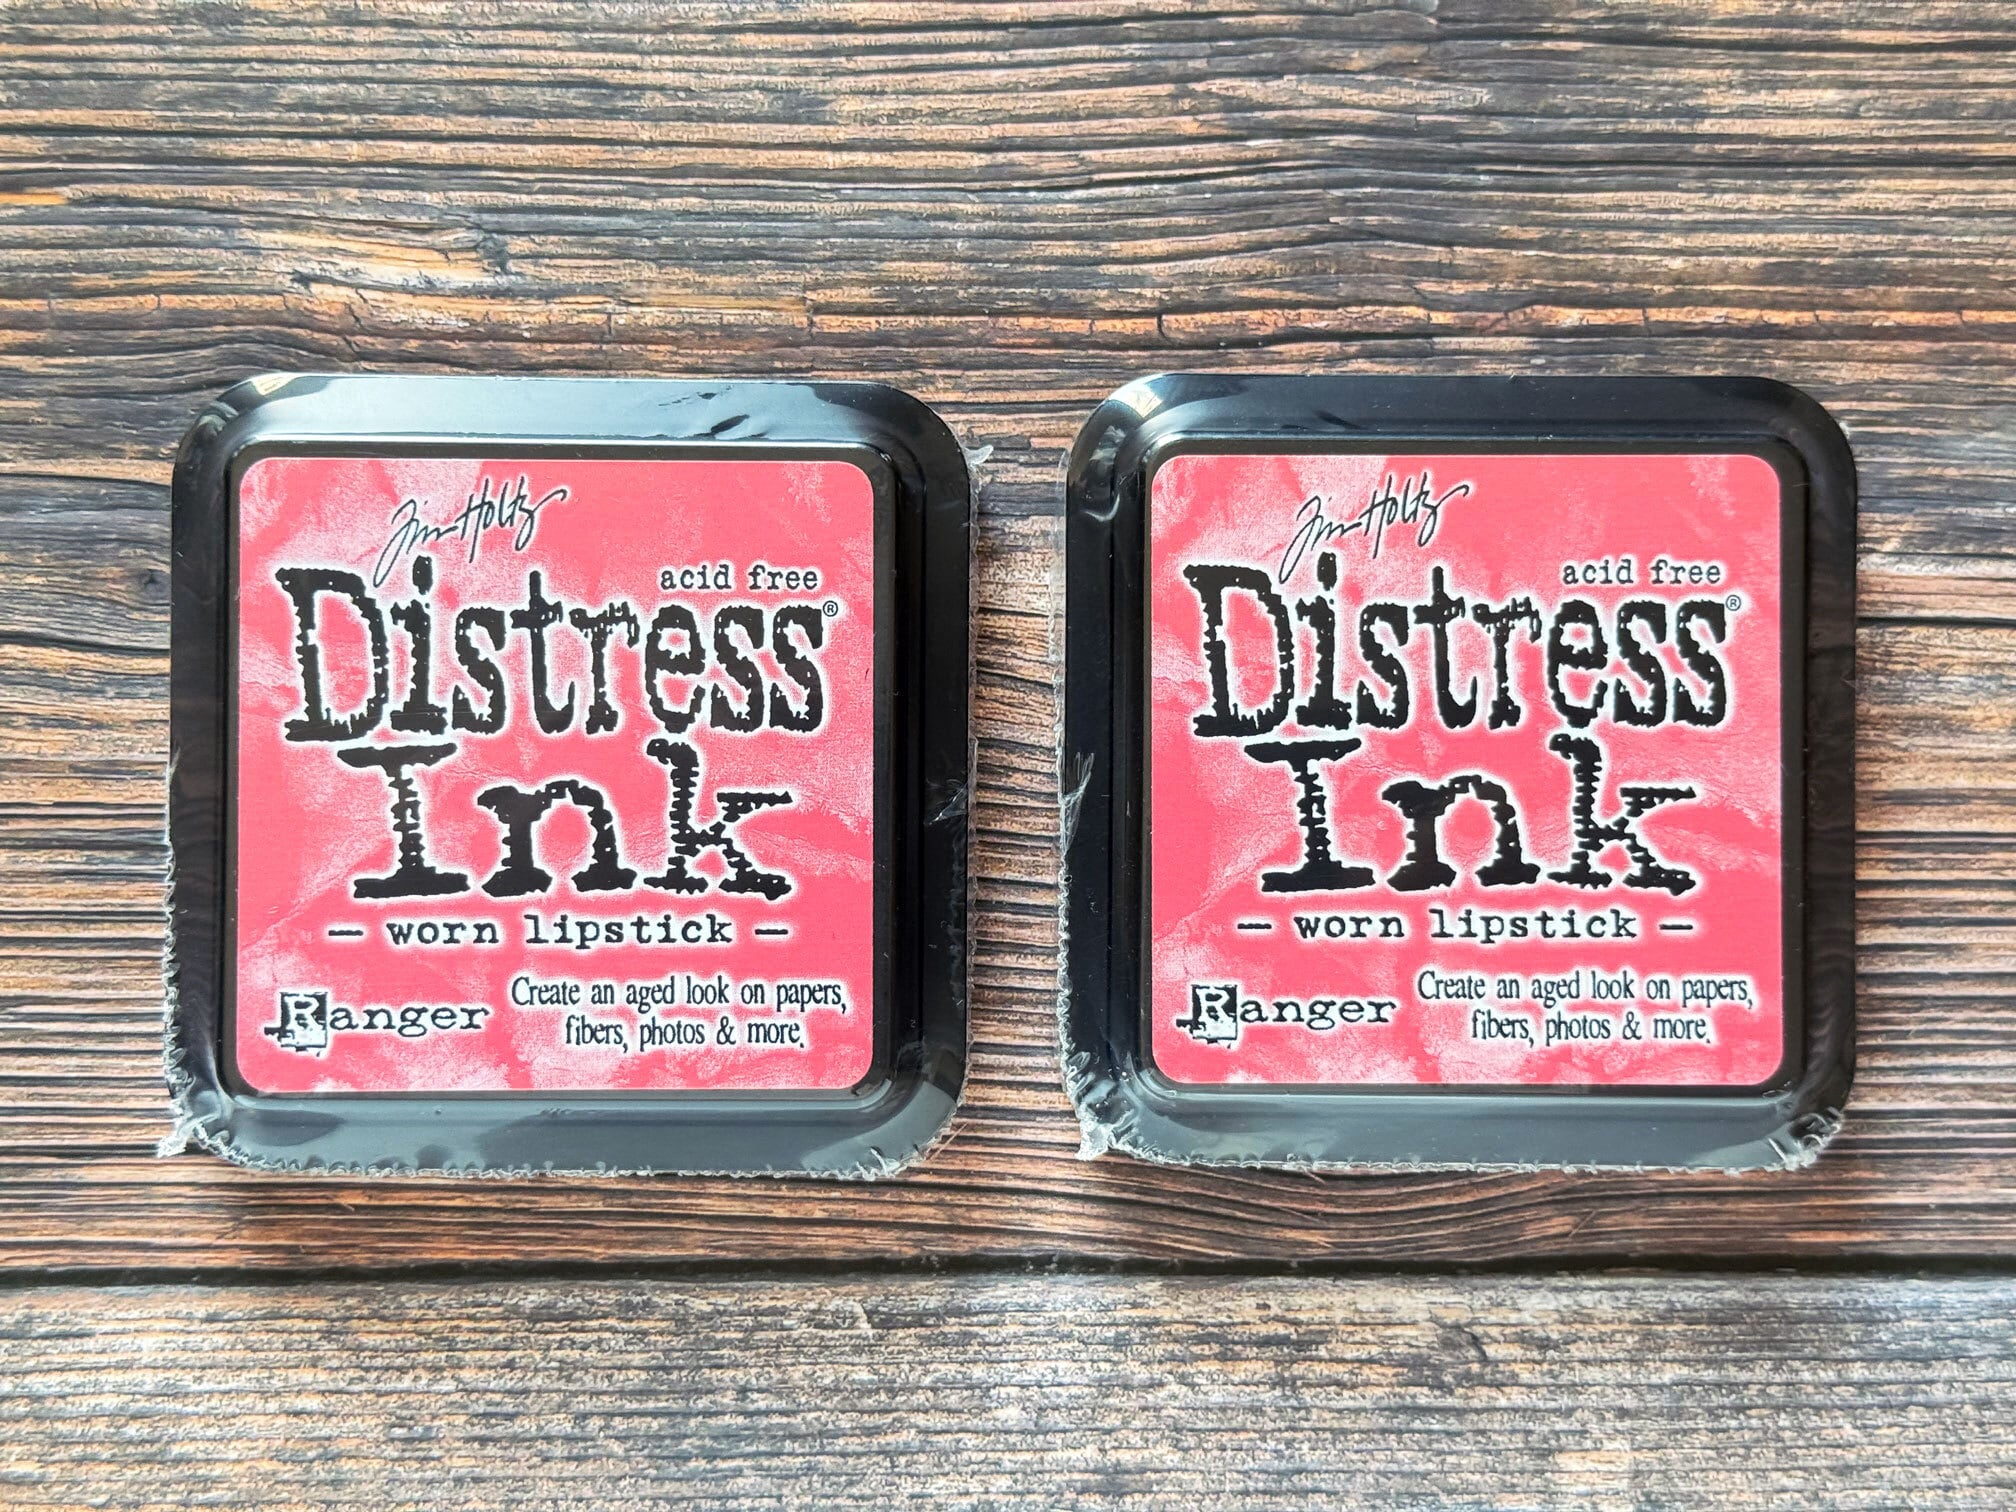 Tim Holtz
acid free
Distress®
Ink
— worn lipstick —
Ranger
Create an aged look on papers,
fibers, photos & more.
Tim Holtz
acid free
Distress®
Ink
— worn lipstick —
Ranger
Create an aged look on papers,
fibers, photos & more.